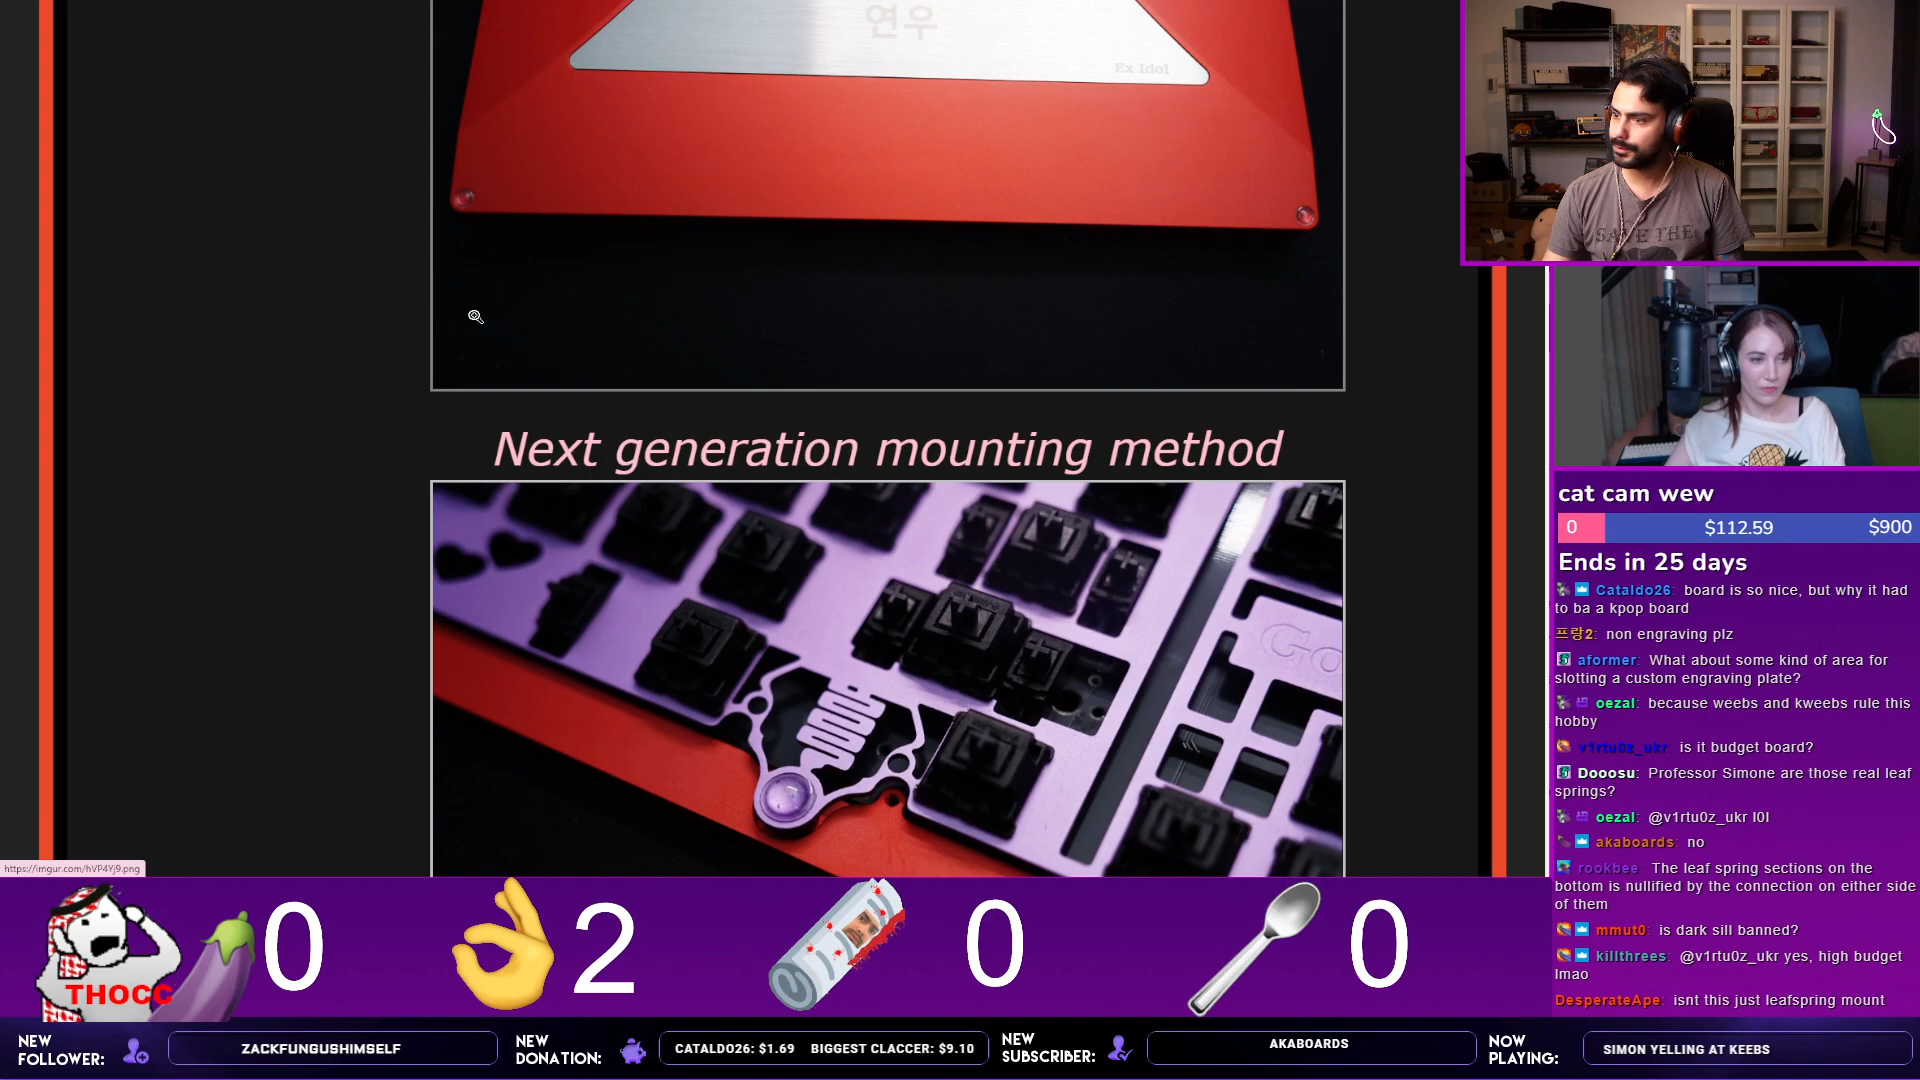 연우
Ex Idol
Next generation mounting method
Go
https://imgur.com/hVP4Yj9.png
SAVE THE
cat cam wew
0 $112.59 $900
Ends in 25 days
Cataldo26: board is so nice, but why it had
to ba a kpop board
프랑2: non engraving plz
aformer: What about some kind of area for
slotting a custom engraving plate?
oezal: because weebs and kweebs rule this
hobby
v1rtu0z_ukr: is it budget board?
Dooosu: Professor Simone are those real leaf
springs?
oezal: @v1rtu0z_ukr l0l
akaboards: no
rookbee: The leaf spring sections on the
bottom is nullified by the connection on either side
of them
mmut0: is dark sill banned?
killthrees: @v1rtu0z_ukr yes, high budget
lmao
DesperateApe: isnt this just leafspring mount
THOCC 0 2 0 0
NEW
FOLLOWER:
ZACKFUNGUSHIMSELF
NEW
DONATION:
CATALDO26: $1.69 BIGGEST CLACCER: $9.10
NEW
SUBSCRIBER:
AKABOARDS
NOW
PLAYING:
SIMON YELLING AT KEEBS